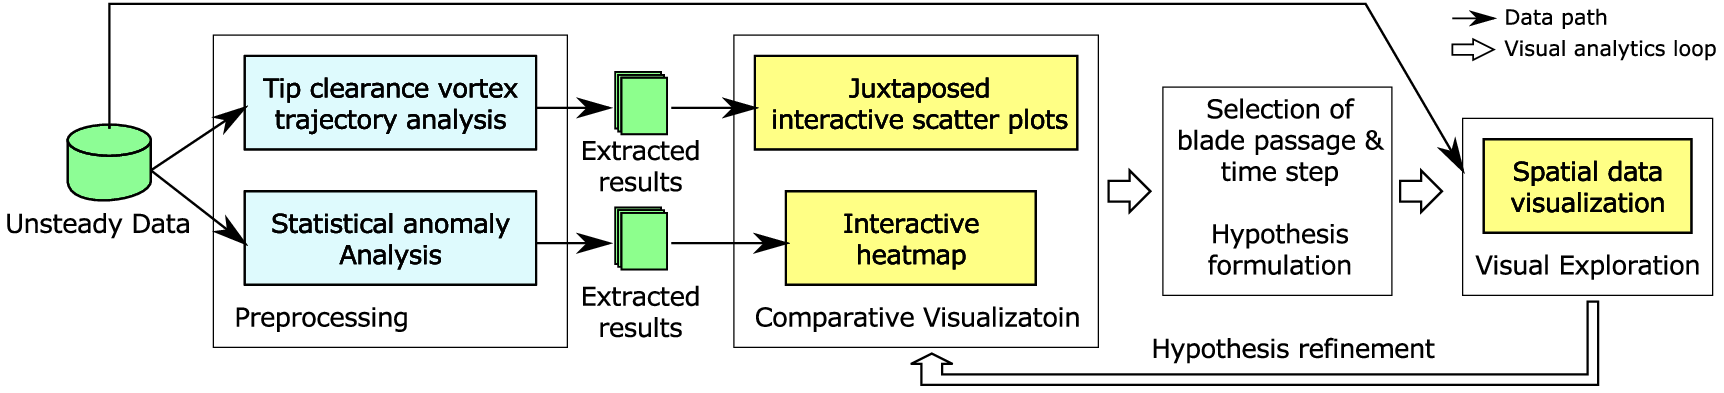 Data path
Visual analytics loop
Unsteady Data
Tip clearance vortex
trajectory analysis
Statistical anomaly
Analysis
Preprocessing
Extracted
results
Extracted
results
Juxtaposed
interactive scatter plots
Interactive
heatmap
Comparative Visualizatoin
Selection of
blade passage &
time step
Hypothesis
formulation
Spatial data
visualization
Visual Exploration
Hypothesis refinement